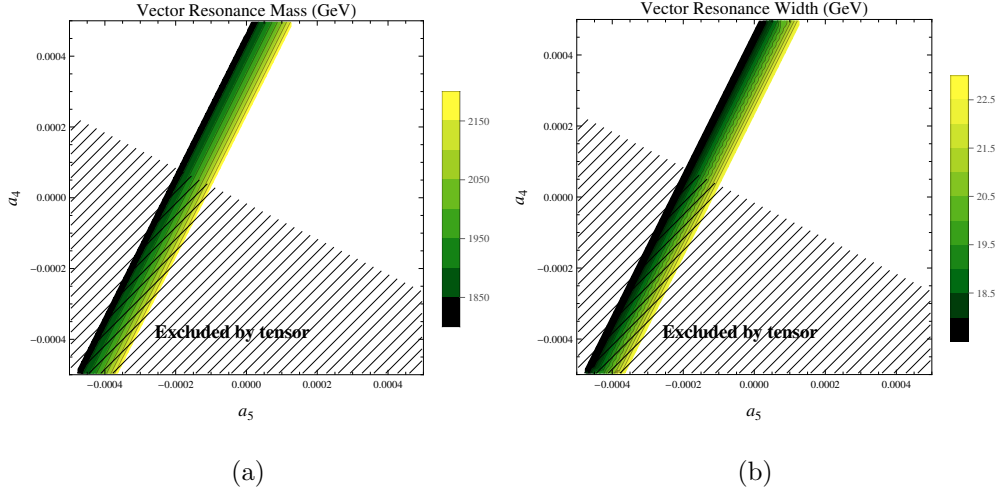 Vector Resonance Mass (GeV)
0.0004
0.0002
0.0000
−0.0002
−0.0004
a4
Excluded by tensor
−0.0004 −0.0002 0.0000 0.0002 0.0004
a5
2150
2050
1950
1850
(a)
Vector Resonance Width (GeV)
0.0004
0.0002
0.0000
−0.0002
−0.0004
a4
Excluded by tensor
−0.0004 −0.0002 0.0000 0.0002 0.0004
a5
22.5
21.5
20.5
19.5
18.5
(b)